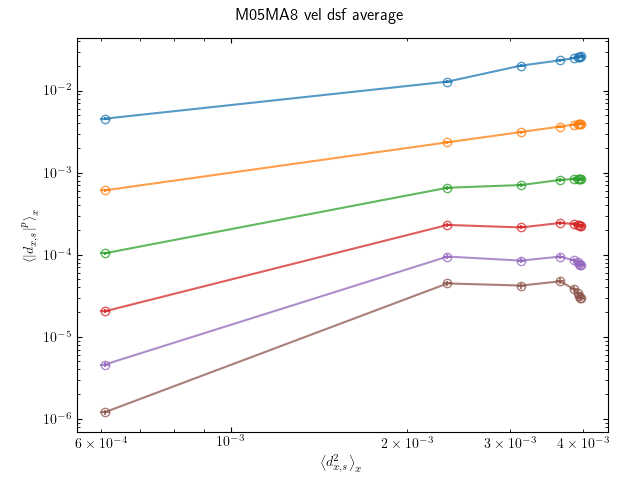 M05MA8 vel dsf average
10⁻²
10⁻³
10⁻⁴
10⁻⁵
10⁻⁶
⟨|d_{x,s}|^p⟩_x
6 × 10⁻⁴
10⁻³
2 × 10⁻³
3 × 10⁻³
4 × 10⁻³
⟨d²_{x,s}⟩_x